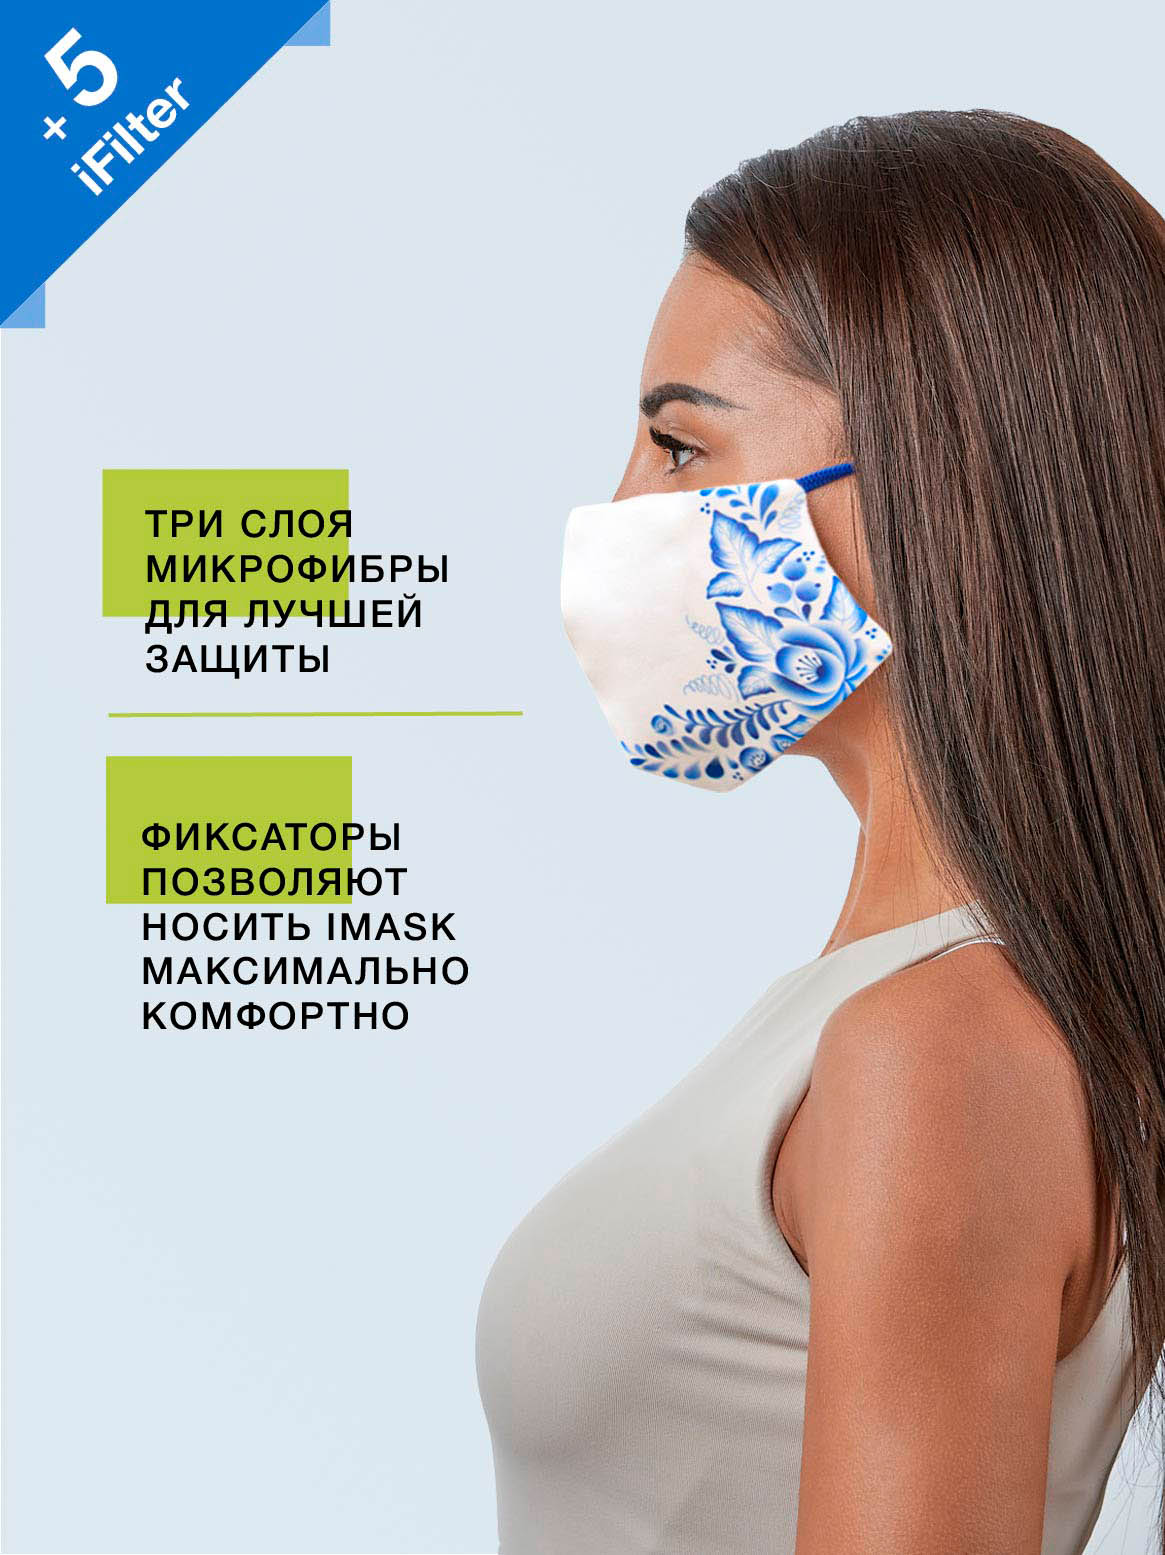 +5
iFilter
ТРИ СЛОЯ
МИКРОФИБРЫ
ДЛЯ ЛУЧШЕЙ
ЗАЩИТЫ
ФИКСАТОРЫ
ПОЗВОЛЯЮТ
НОСИТЬ IMASK
МАКСИМАЛЬНО
КОМФОРТНО